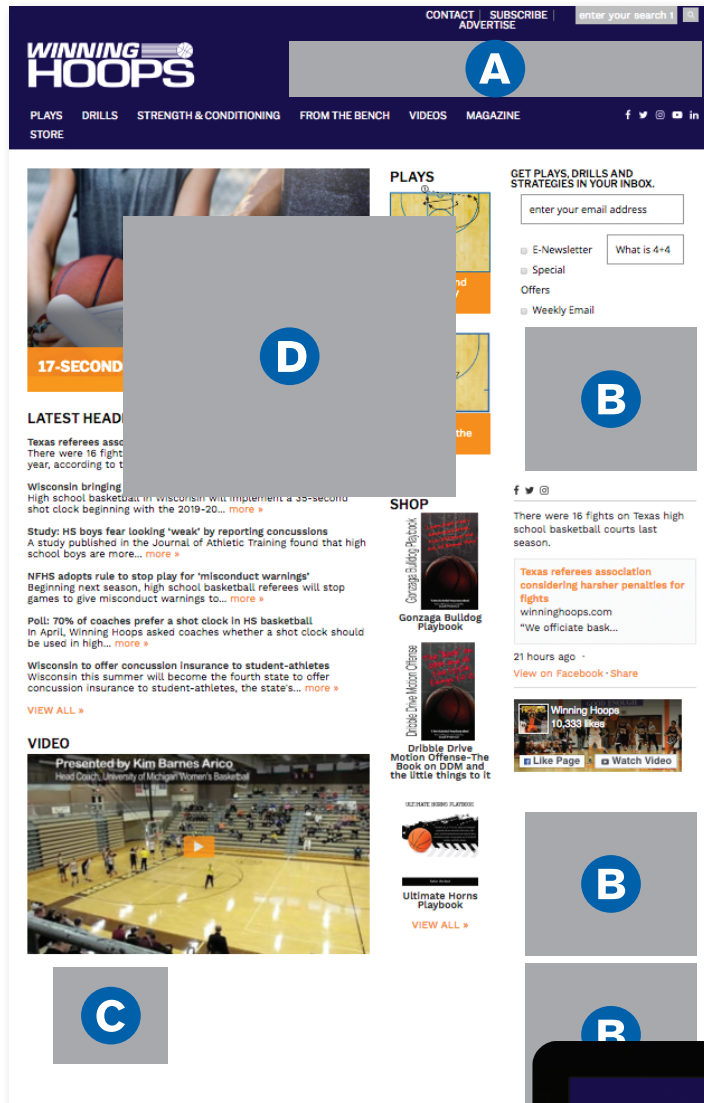 CONTACT | SUBSCRIBE |
ADVERTISE
enter your search t
WINNING
HOOPS
A
PLAYS DRILLS STRENGTH & CONDITIONING FROM THE BENCH VIDEOS MAGAZINE
STORE
17-SECOND
D
LATEST HEAD
Texas referees asso
There were 16 fight
year, according to t
Wisconsin bringing
High school basketball in Wisconsin will implement a 35-second
shot clock beginning with the 2019-20... more »
Study: HS boys fear looking ‘weak’ by reporting concussions
A study published in the Journal of Athletic Training found that high
school boys are more... more »
NFHS adopts rule to stop play for ‘misconduct warnings’
Beginning next season, high school basketball referees will stop
games to give misconduct warnings to... more »
Poll: 70% of coaches prefer a shot clock in HS basketball
In April, Winning Hoops asked coaches whether a shot clock should
be used in high... more »
Wisconsin to offer concussion insurance to student-athletes
Wisconsin this summer will become the fourth state to offer
concussion insurance to student-athletes, the state's... more »
VIEW ALL »
VIDEO
Presented by Kim Barnes Arico
Head Coach, University of Michigan Women's Basketball
C
PLAYS
nd
y
the
SHOP
Gonzaga Bulldog Playbook
Gonzaga Bulldog
Playbook
Dribble Drive Motion Offense
Dribble Drive
Motion Offense-The
Book on DDM and
the little things to it
ULTIMATE HORNS PLAYBOOK
Ultimate Horns
Playbook
VIEW ALL »
GET PLAYS, DRILLS AND
STRATEGIES IN YOUR INBOX.
enter your email address
E-Newsletter What is 4+4
Special
Offers
Weekly Email
B
There were 16 fights on Texas high
school basketball courts last
season.
Texas referees association
considering harsher penalties for
fights
winninghoops.com
“We officiate bask...
21 hours ago ·
View on Facebook · Share
Winning Hoops
10,333 likes
Like Page Watch Video
B
B